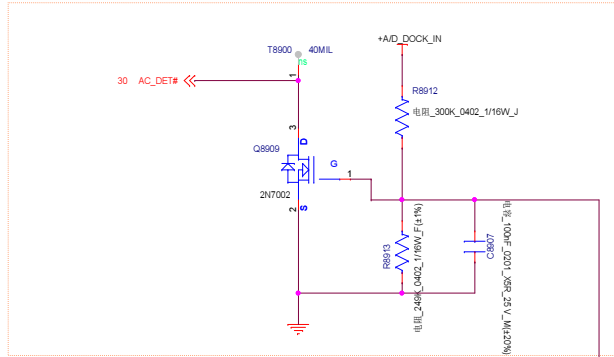 +A/D_DOCK_IN
T8900 40MIL
30 AC_DET#
1
R8912
电阻_300K_0402_1/16W_J
3
D
Q8909
G
1
2N7002
2
S
R8913
电阻_249K_0402_1/16W_F(±1%)
C8907
电容_100nF_0201_X5R_25 V_M(±20%)